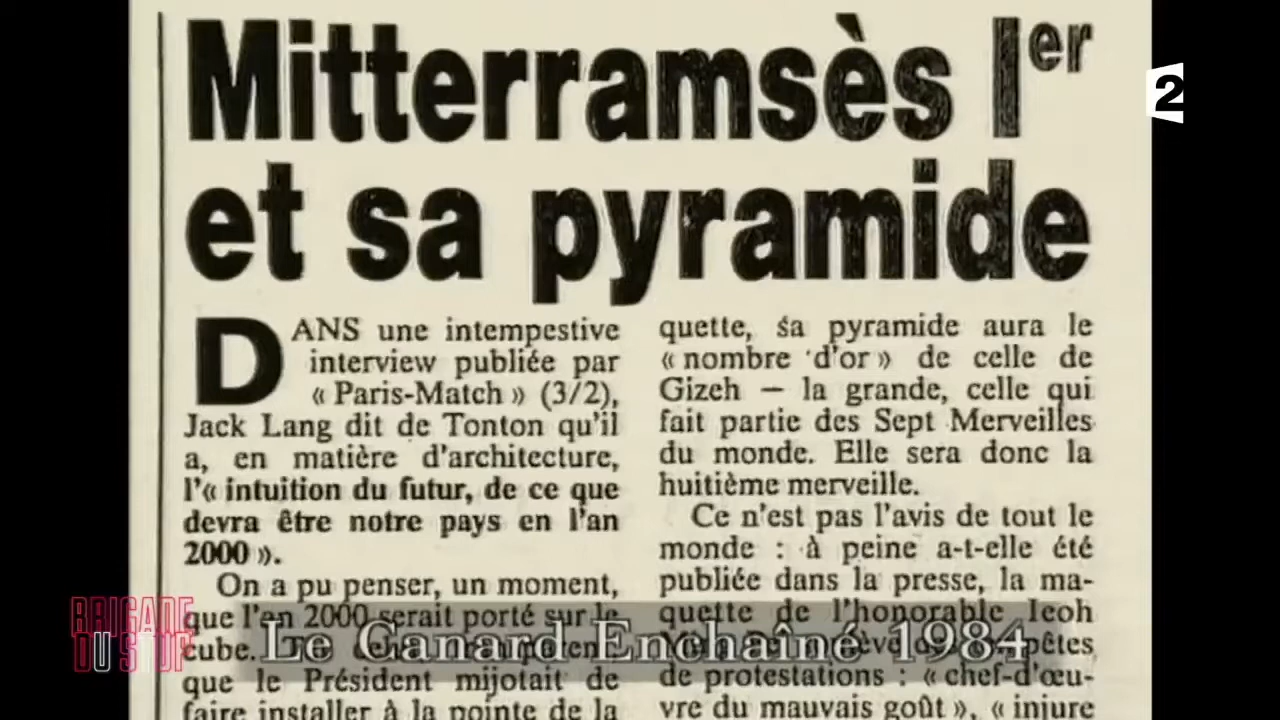 Mitterramsès Ier
et sa pyramide
DANS une intempestive
interview publiée par
« Paris-Match » (3/2),
Jack Lang dit de Tonton qu'il
a, en matière d'architecture,
l'« intuition du futur, de ce que
devra être notre pays en l'an
2000 ».
On a pu penser, un moment,
que l'an 2000 serait porté sur le
cube.
que le Président mijotait de
faire installer à la pointe de la
quette, sa pyramide aura le
« nombre d'or » de celle de
Gizeh — la grande, celle qui
fait partie des Sept Merveilles
du monde. Elle sera donc la
huitième merveille.
Ce n'est pas l'avis de tout le
monde : à peine a-t-elle été
publiée dans la presse, la ma-
quette de l'honorable Ieoh
de protestations : « chef-d'œu-
vre du mauvais goût », « injure
Le Canard Enchaîné 1984
2
BRIGADE
DU STUP